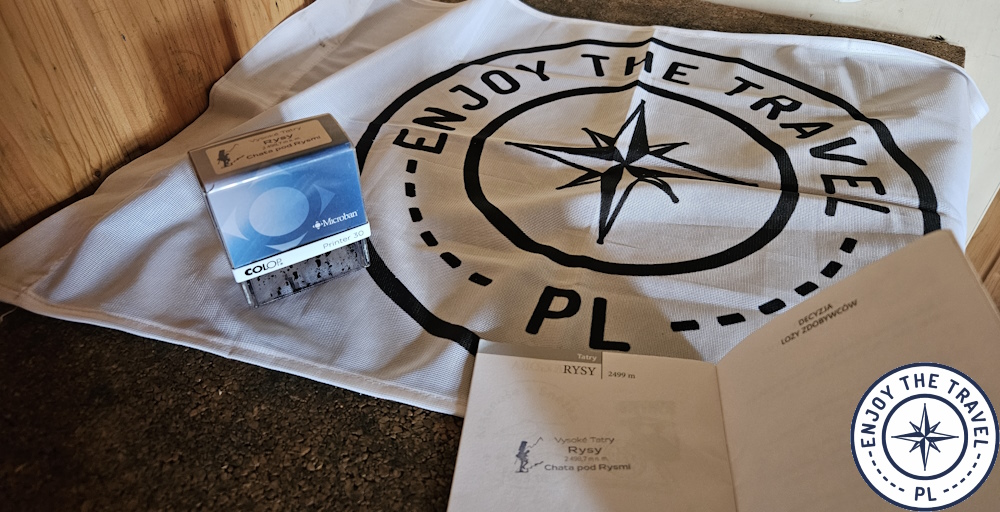 ENJOY THE TRAVEL
PL
Vysoké Tatry
Rysy
Chata pod Rysmi
Microban
Printer 30
COLOP
Tatry
RYSY 2499 m
Vysoké Tatry
Rysy
Chata pod Rysmi
DECYZJA
LOŻY ZDOBYWCÓW
ENJOY THE TRAVEL
PL